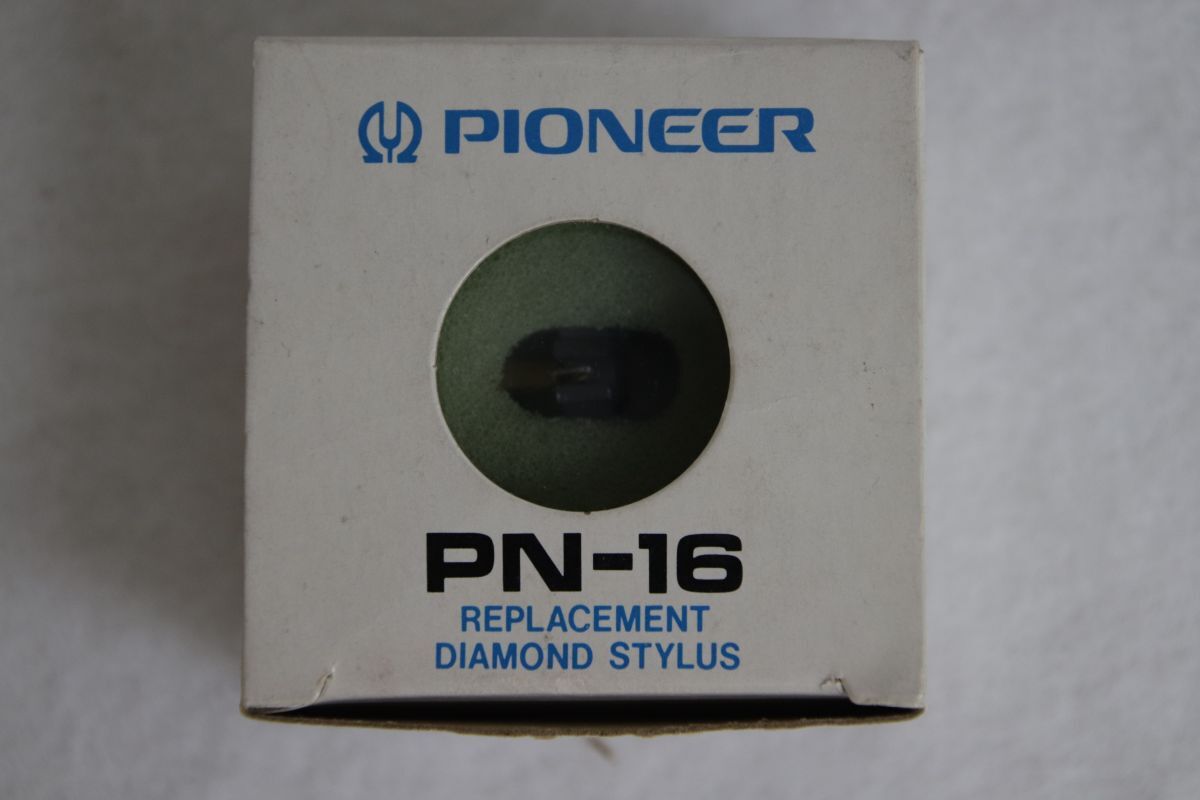 PIONEER
PN-16
REPLACEMENT
DIAMOND STYLUS